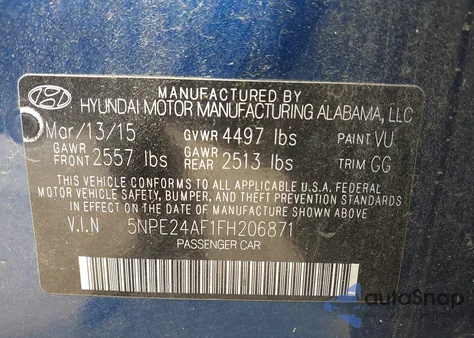 MANUFACTURED BY
HYUNDAI MOTOR MANUFACTURING ALABAMA, LLC
Mar/13/15 GVWR 4497 lbs PAINT VU
GAWR FRONT 2557 lbs GAWR REAR 2513 lbs TRIM GG
THIS VEHICLE CONFORMS TO ALL APPLICABLE U.S.A. FEDERAL
MOTOR VEHICLE SAFETY, BUMPER, AND THEFT PREVENTION STANDARDS
IN EFFECT ON THE DATE OF MANUFACTURE SHOWN ABOVE.
V.I.N 5NPE24AF1FH206871
PASSENGER CAR
autoSnap